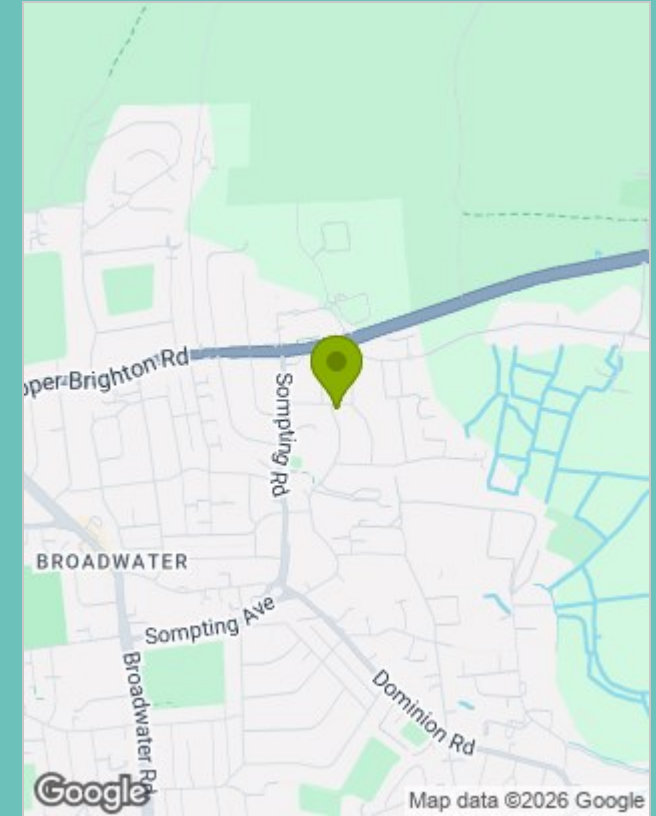 pper Brighton Rd
Sompting Rd
BROADWATER
Sompting Ave
Broadwater Rd
Dominion Rd
Google
Map data ©2026 Google